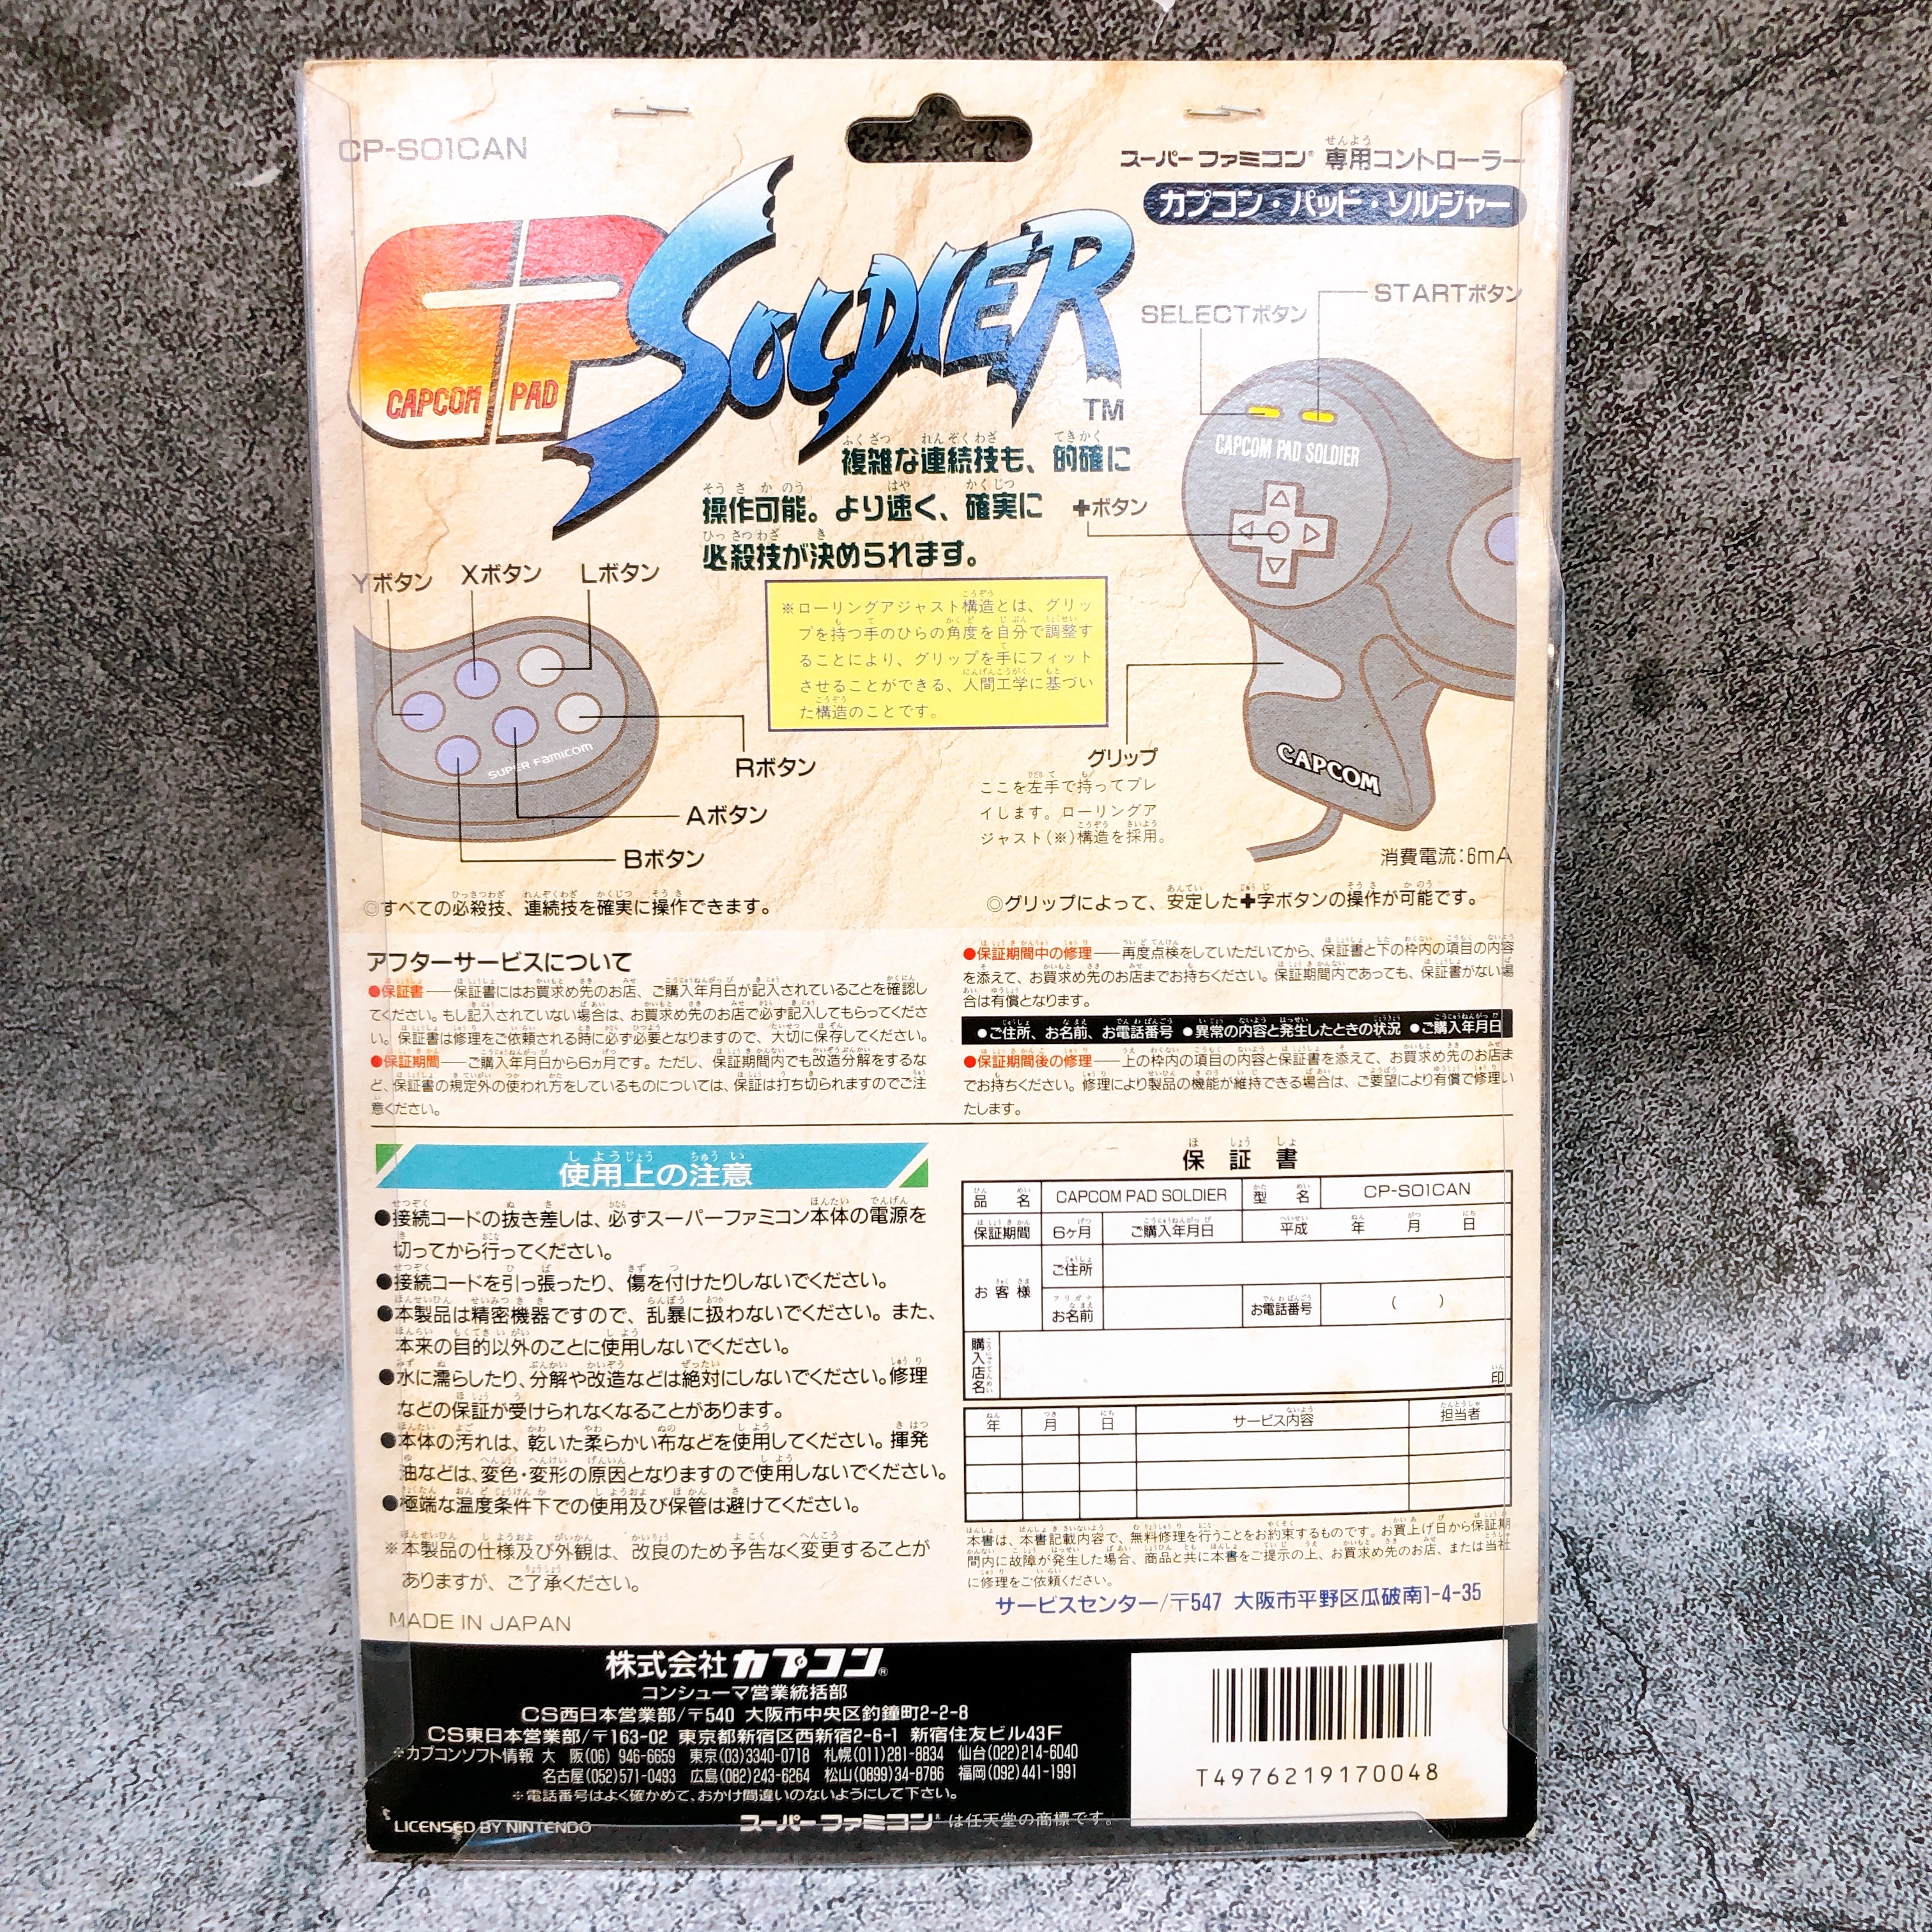 CP-S01CAN
スーパーファミコン® 専用コントローラー
カプコン・パッド・ソルジャー
CP SOLDIER
CAPCOM PAD
TM
複雑な連続技も、的確に
操作可能。より速く、確実に
必殺技が決められます。
SELECTボタン
STARTボタン
CAPCOM PAD SOLDIER
✚ボタン
Yボタン
Xボタン
Lボタン
※ローリングアジャスト構造とは、グリッ
プを持つ手のひらの角度を自分で調整す
ることにより、グリップを手にフィット
させることができる、人間工学に基づい
た構造のことです。
SUPER FAMICOM
Rボタン
Aボタン
Bボタン
グリップ
ここを左手で持ってプレ
イします。ローリングア
ジャスト(※)構造を採用。
CAPCOM
消費電流:6mA
◎すべての必殺技、連続技を確実に操作できます。
◎グリップによって、安定した✚字ボタンの操作が可能です。
アフターサービスについて
●保証書――保証書にはお買求め先のお店、ご購入年月日が記入されていることを確認し
てください。もし記入されていない場合は、お買求め先のお店で必ず記入してもらってくださ
い。保証書は修理をご依頼される時に必ず必要となりますので、大切に保存してください。
●保証期間――ご購入年月日から6ヵ月です。ただし、保証期間内でも改造分解をするな
ど、保証書の規定外の使われ方をしているものについては、保証は打ち切られますのでご注
意ください。
●保証期間中の修理――再度点検をしていただいてから、保証書と下の枠内の項目の内容
を添えて、お買求め先のお店までお持ちください。保証期間内であっても、保証書がない場
合は有償となります。
●ご住所、お名前、お電話番号 ●異常の内容と発生したときの状況 ●ご購入年月日
●保証期間後の修理――上の枠内の項目の内容と保証書を添えて、お買求め先のお店ま
でお持ちください。修理により製品の機能が維持できる場合は、ご要望により有償で修理い
たします。
使用上の注意
●接続コードの抜き差しは、必ずスーパーファミコン本体の電源を
切ってから行ってください。
●接続コードを引っ張ったり、傷を付けたりしないでください。
●本製品は精密機器ですので、乱暴に扱わないでください。また、
本来の目的以外のことに使用しないでください。
●水に濡らしたり、分解や改造などは絶対にしないでください。修理
などの保証が受けられなくなることがあります。
●本体の汚れは、乾いた柔らかい布などを使用してください。揮発
油などは、変色・変形の原因となりますので使用しないでください。
●極端な温度条件下での使用及び保管は避けてください。
※本製品の仕様及び外観は、改良のため予告なく変更することが
ありますが、ご了承ください。
MADE IN JAPAN
保証書
品名 CAPCOM PAD SOLDIER 型名 CP-S01CAN
保証期間 6ヶ月 ご購入年月日 平成 年 月 日
お客様
ご住所
フリガナ
お名前 お電話番号 ( )
購入店名 印
年 月 日 サービス内容 担当者
本書は、本書記載内容で、無料修理を行うことをお約束するものです。お買上げ日から保証期
間内に故障が発生した場合、商品と共に本書をご提示の上、お買求め先のお店、または当社
に修理をご依頼ください。
サービスセンター/〒547 大阪市平野区瓜破南1-4-35
株式会社カプコン®
コンシューマ営業統括部
CS西日本営業部/〒540 大阪市中央区釣鐘町2-2-8
CS東日本営業部/〒163-02 東京都新宿区西新宿2-6-1 新宿住友ビル43F
※カプコンソフト情報 大 阪(06) 946-6659 東京(03)3340-0718 札幌(011)281-8834 仙台(022)214-6040
名古屋(052)571-0493 広島(082)243-6264 松山(0899)34-8786 福岡(092)441-1991
※電話番号はよく確かめて、おかけ間違いのないようにして下さい。
LICENSED BY NINTENDO
スーパーファミコン®は任天堂の商標です。
T4976219170048